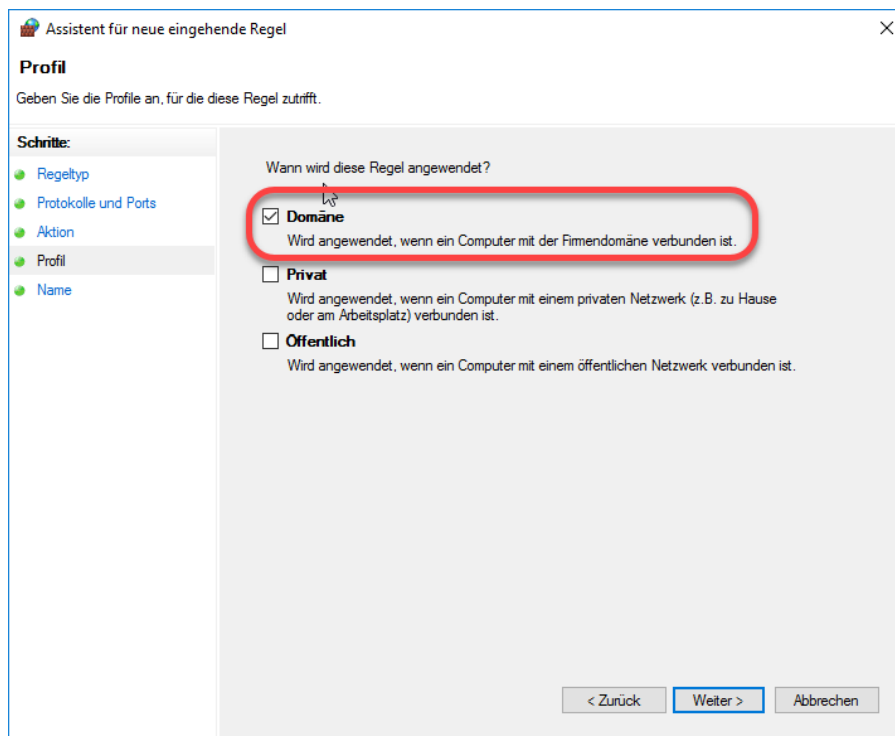 Assistent für neue eingehende Regel
Profil
Geben Sie die Profile an, für die diese Regel zutrifft.
Schritte:
Regeltyp
Protokolle und Ports
Aktion
Profil
Name
Wann wird diese Regel angewendet?
Domäne
Wird angewendet, wenn ein Computer mit der Firmendomäne verbunden ist.
Privat
Wird angewendet, wenn ein Computer mit einem privaten Netzwerk (z.B. zu Hause
oder am Arbeitsplatz) verbunden ist.
Öffentlich
Wird angewendet, wenn ein Computer mit einem öffentlichen Netzwerk verbunden ist.
< Zurück
Weiter >
Abbrechen